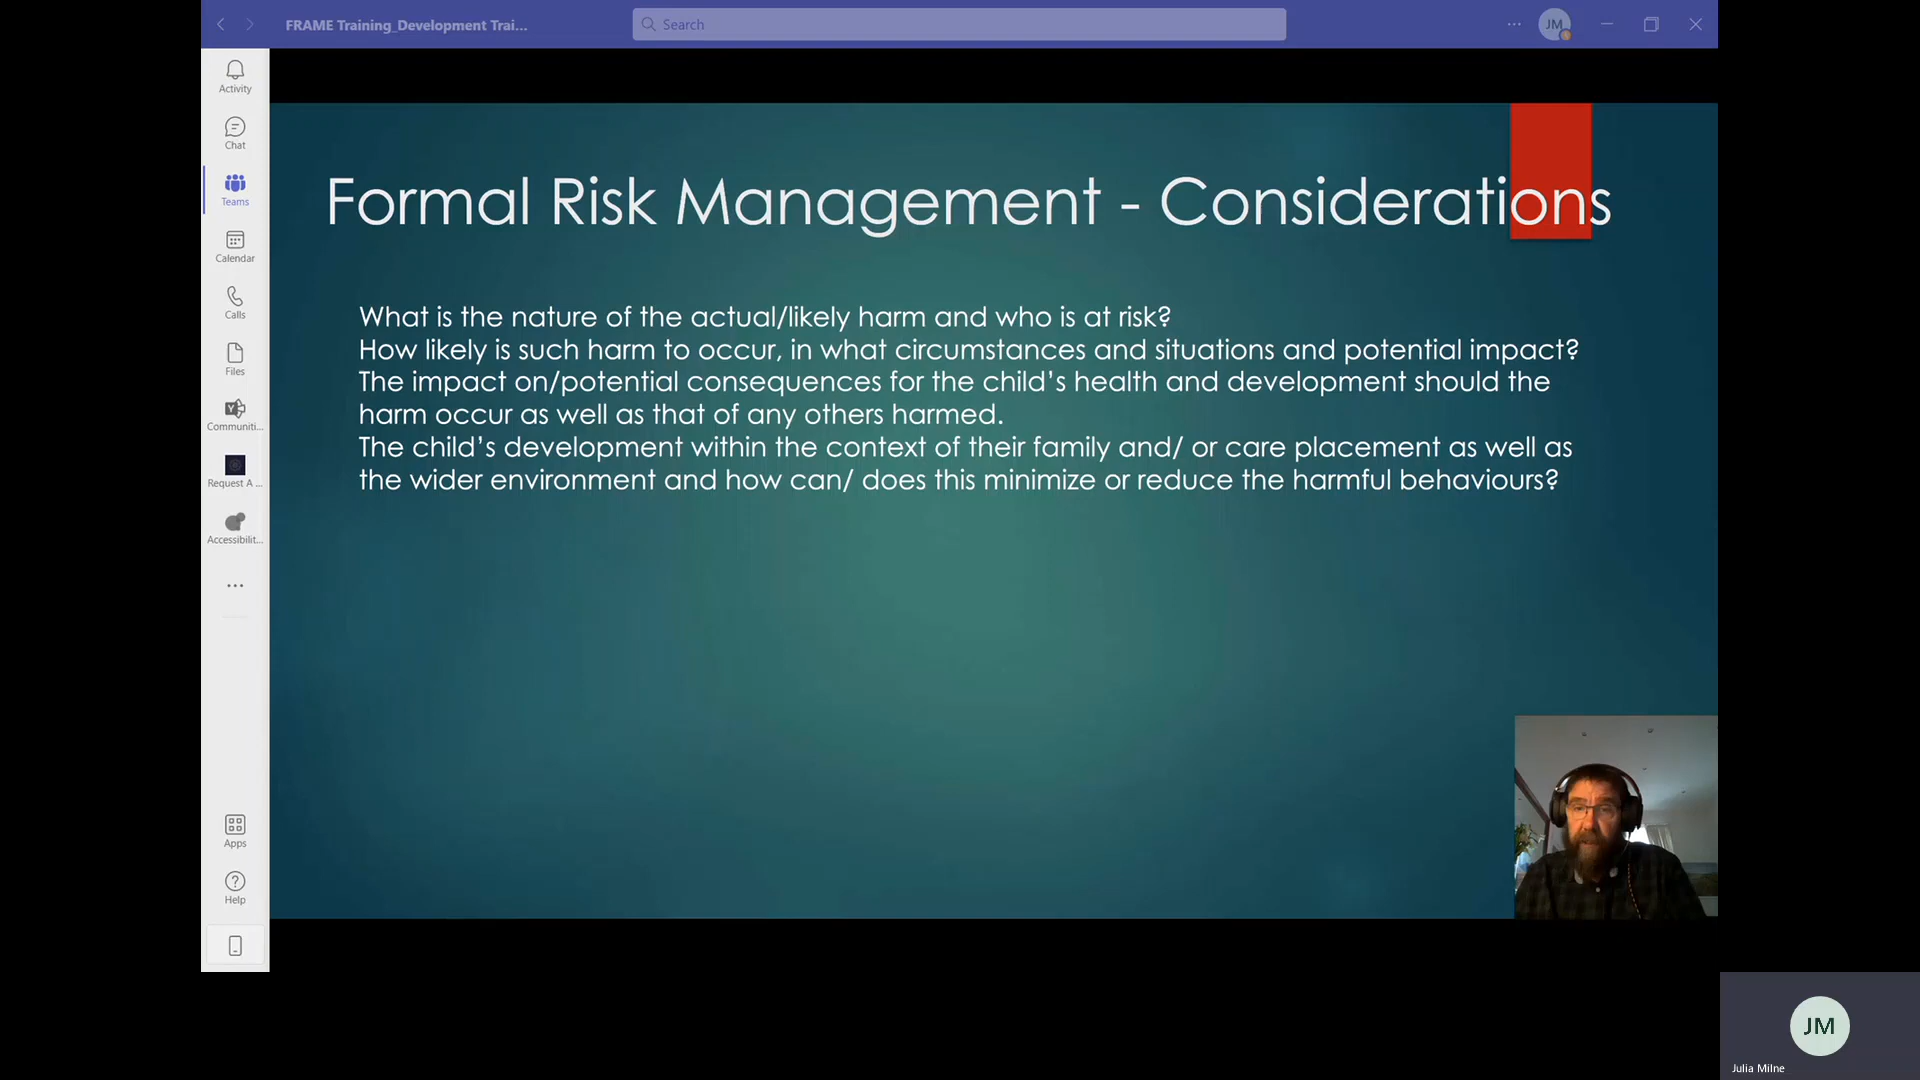 FRAME Training_Development Trai...
Search
JM
Activity
Chat
Teams
Calendar
Calls
Files
Communiti...
Request A ...
Accessibilit...
Apps
Help
Formal Risk Management - Considerations
What is the nature of the actual/likely harm and who is at risk?
How likely is such harm to occur, in what circumstances and situations and potential impact?
The impact on/potential consequences for the child’s health and development should the
harm occur as well as that of any others harmed.
The child’s development within the context of their family and/ or care placement as well as
the wider environment and how can/ does this minimize or reduce the harmful behaviours?
JM
Julia Milne